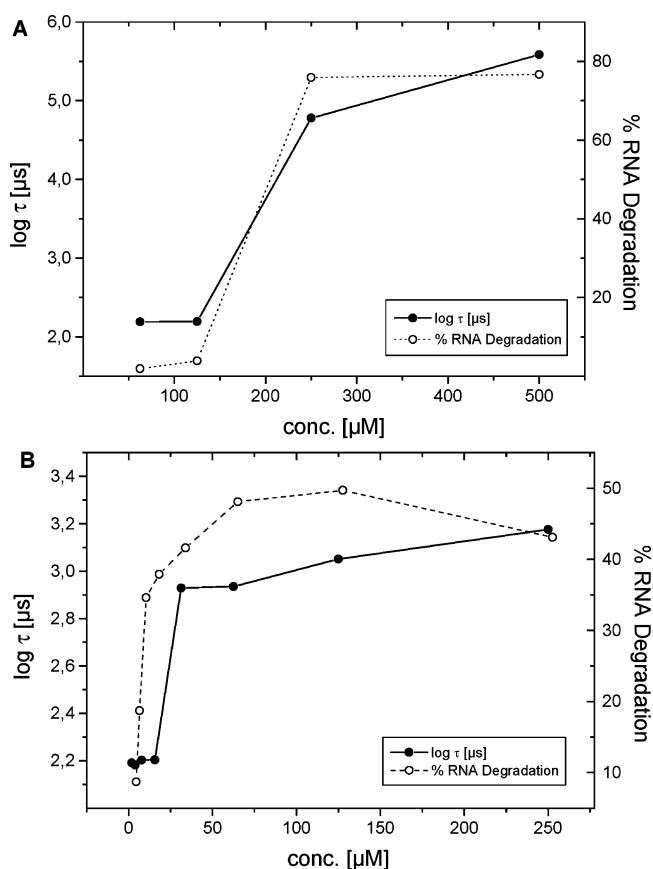 A
6,0
5,0
4,0
3,0
2,0
log τ [µs]
80
60
40
20
% RNA Degradation
log τ [µs]
% RNA Degradation
100 200 300 400 500
conc. [µM]
B
3,4
3,2
3,0
2,8
2,6
2,4
2,2
log τ [µs]
50
40
30
20
10
% RNA Degradation
log τ [µs]
% RNA Degradation
0 50 100 150 200 250
conc. [µM]